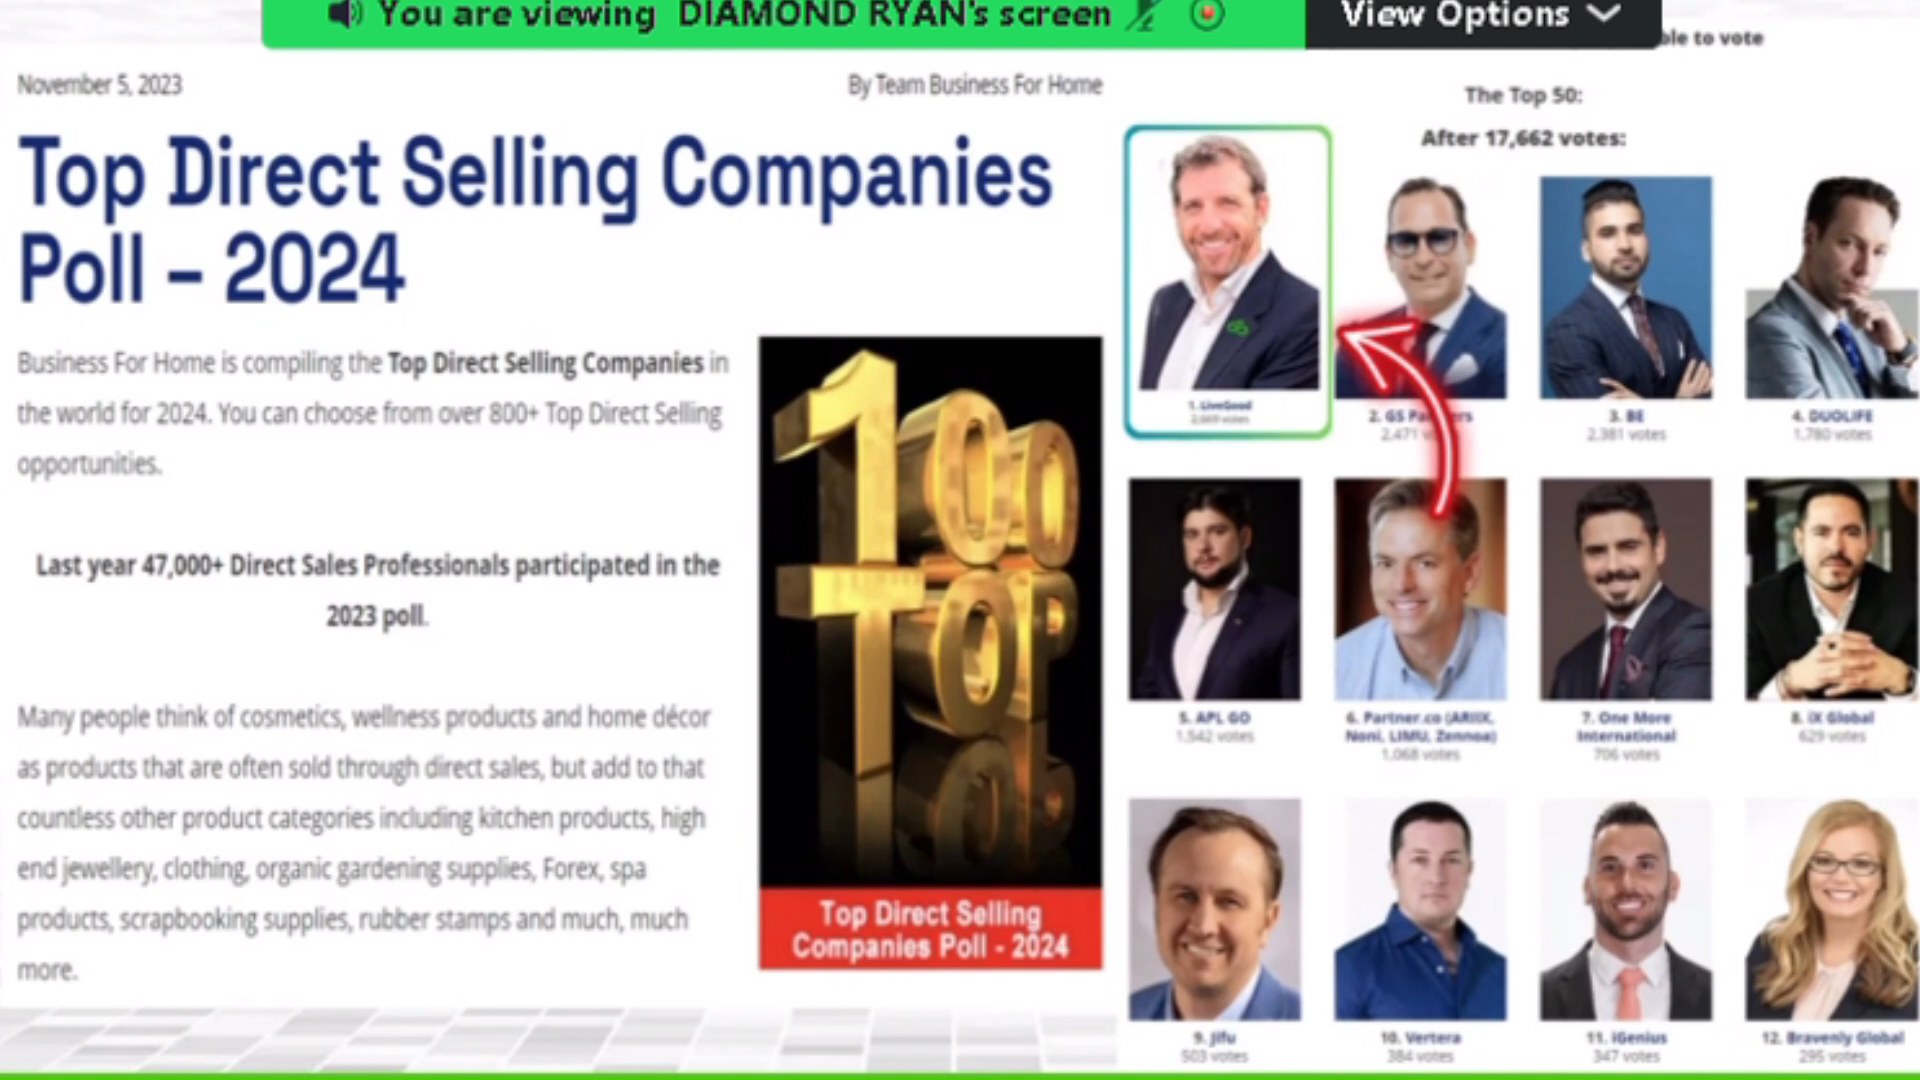 You are viewing DIAMOND RYAN's screen
View Options
to vote
November 5, 2023
By Team Business For Home
Top Direct Selling Companies
Poll – 2024
Business For Home is compiling the Top Direct Selling Companies in
the world for 2024. You can choose from over 800+ Top Direct Selling
opportunities.
Last year 47,000+ Direct Sales Professionals participated in the
2023 poll.
Many people think of cosmetics, wellness products and home décor
as products that are often sold through direct sales, but add to that
countless other product categories including kitchen products, high
end jewellery, clothing, organic gardening supplies, Forex, spa
products, scrapbooking supplies, rubber stamps and much, much
more.
100
TOP
Top Direct Selling
Companies Poll - 2024
The Top 50:
After 17,662 votes:
1. LiveGood
votes
2. GS
2,471
3. BE
2,381 votes
4. DUOLIFE
1,780 votes
5. APL GO
1,542 votes
6. Partner.co (ARIIX,
Noni, LIMU, Zennoa)
1,068 votes
7. One More
International
706 votes
8. iX Global
629 votes
9. Jifu
503 votes
10. Vertera
384 votes
11. iGenius
347 votes
12. Bravenly Global
295 votes